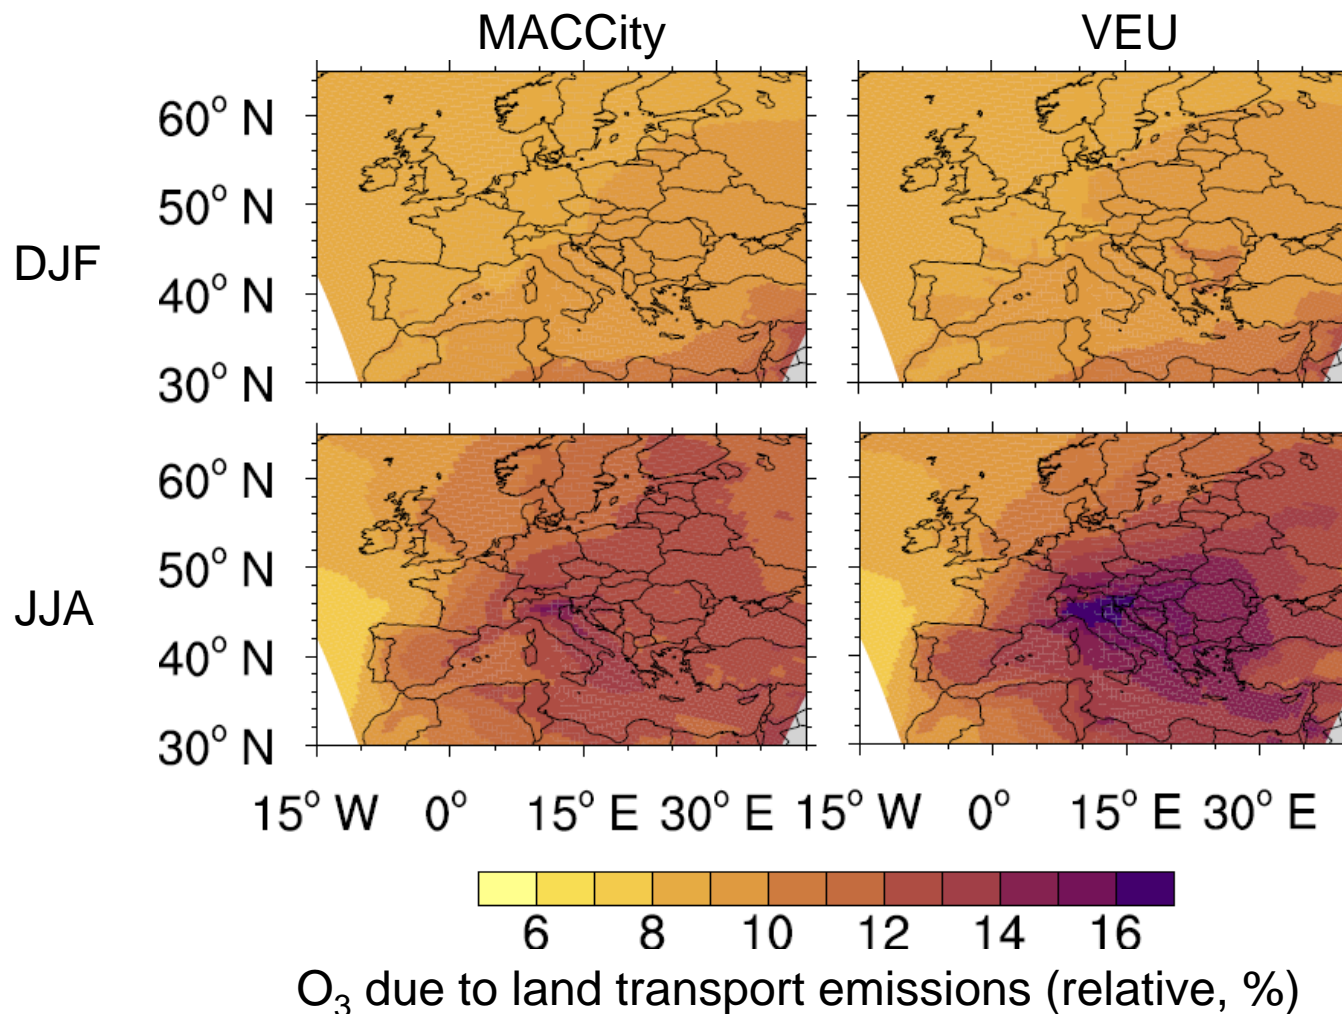 MACCity VEU
60° N
50° N
DJF
40° N
30° N
60° N
50° N
JJA
40° N
30° N
15° W 0° 15° E 30° E 15° W 0° 15° E 30° E
6 8 10 12 14 16
O₃ due to land transport emissions (relative, %)